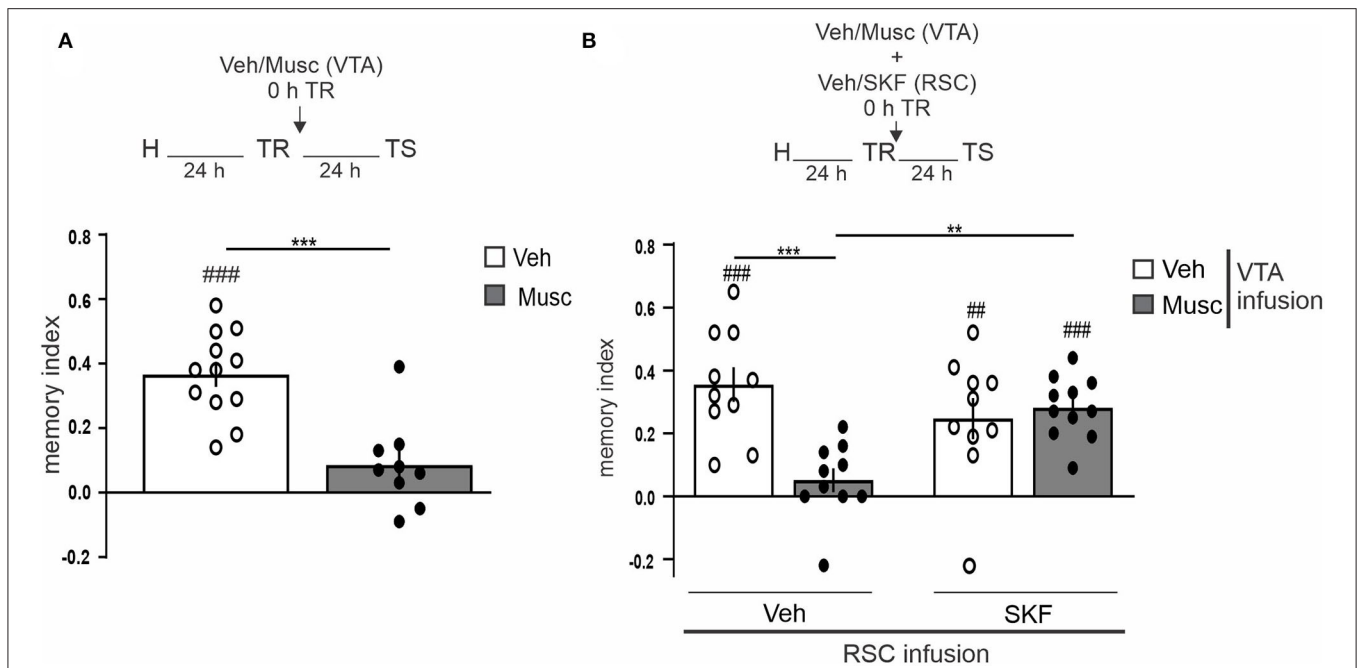 A
Veh/Musc (VTA)
0 h TR
H TR TS
24 h 24 h
0.8
0.6
0.4
0.2
0.0
-0.2
memory index
***
###
Veh
Musc
B
Veh/Musc (VTA)
+
Veh/SKF (RSC)
0 h TR
H TR TS
24 h 24 h
0.8
0.6
0.4
0.2
0.0
-0.2
memory index
**
***
###
##
###
Veh
Musc
VTA
infusion
Veh SKF
RSC infusion